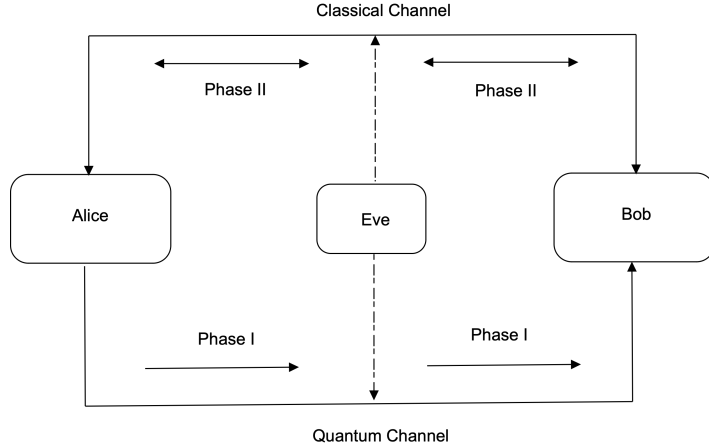 Classical Channel
Phase II
Phase II
Alice
Eve
Bob
Phase I
Phase I
Quantum Channel